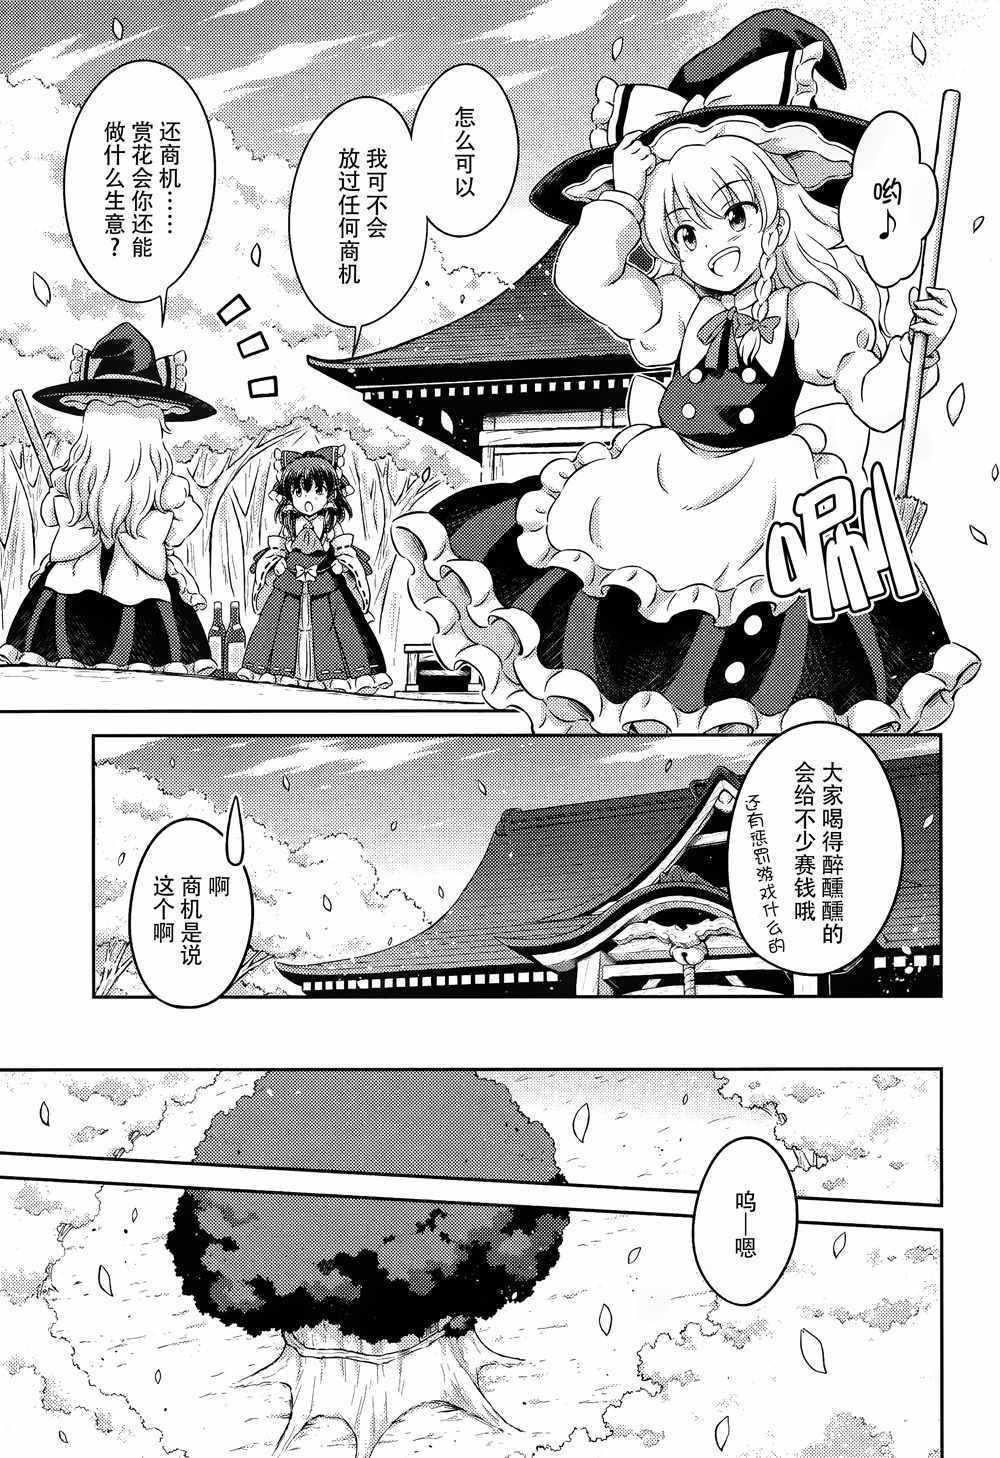 哟♪
怎么可以
我可不会
放过任何商机
还商机……
赏花会你还能
做什么生意？
大家喝得醉醺醺的
会给不少赛钱哦
还有惩罚游戏什么的
啊
商机是说
这个啊
呜—嗯